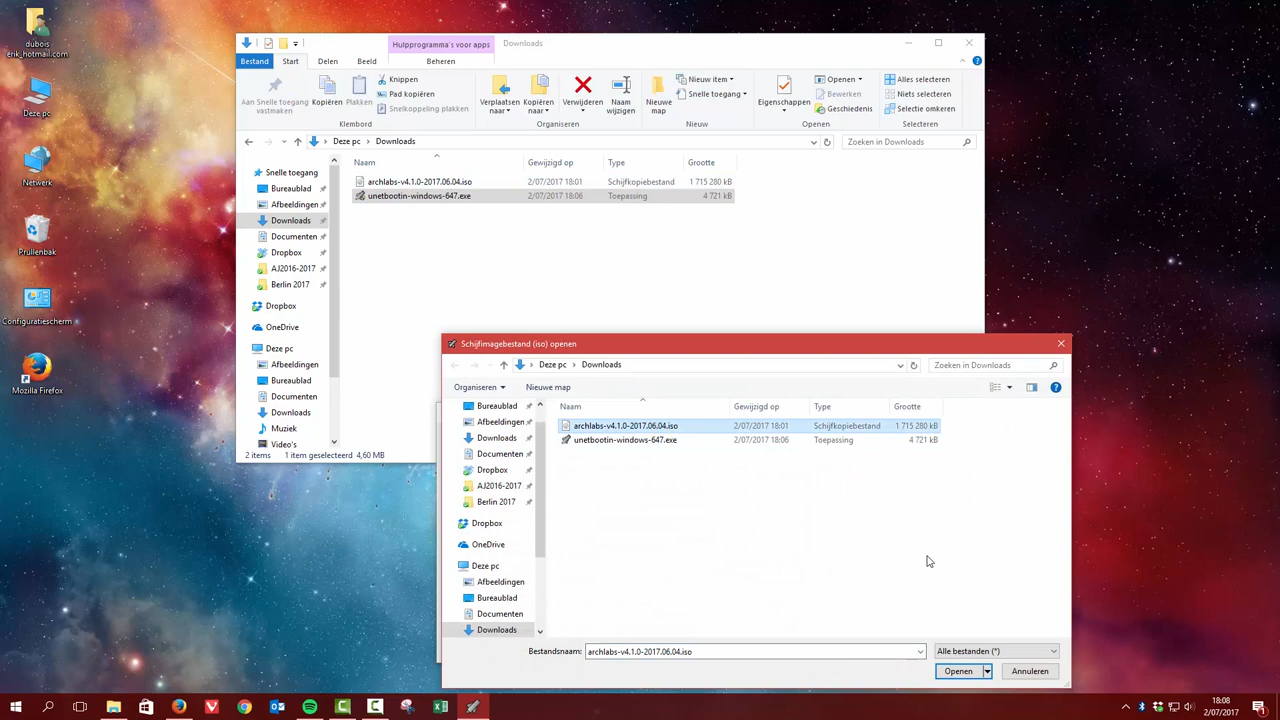 dubois
erik_hotmail.com
Deze pc
Netwerk
Prullenbak
Configuratiescherm
Mozilla Firefox
Hulpprogramma's voor apps
Downloads
Bestand
Start
Delen
Beeld
Beheren
Aan Snelle toegang
vastmaken
Kopiëren
Plakken
Knippen
Pad kopiëren
Snelkoppeling plakken
Klembord
Verplaatsen
naar
Kopiëren
naar
Verwijderen
Naam
wijzigen
Organiseren
Nieuwe
map
Nieuw item
Snelle toegang
Nieuw
Eigenschappen
Openen
Bewerken
Geschiedenis
Openen
Alles selecteren
Niets selecteren
Selectie omkeren
Selecteren
Deze pc
Downloads
Zoeken in Downloads
Naam
Gewijzigd op
Type
Grootte
archlabs-v4.1.0-2017.06.04.iso
2/07/2017 18:01
Schijfkopiebestand
1 715 280 kB
unetbootin-windows-647.exe
2/07/2017 18:06
Toepassing
4 721 kB
Snelle toegang
Bureaublad
Afbeeldingen
Downloads
Documenten
Dropbox
AJ2016-2017
Berlin 2017
Dropbox
OneDrive
Deze pc
Afbeeldingen
Bureaublad
Documenten
Downloads
Muziek
Video's
2 items
1 item geselecteerd
4,60 MB
Schijfimagebestand (iso) openen
Deze pc
Downloads
Zoeken in Downloads
Organiseren
Nieuwe map
Naam
Gewijzigd op
Type
Grootte
archlabs-v4.1.0-2017.06.04.iso
2/07/2017 18:01
Schijfkopiebestand
1 715 280 kB
unetbootin-windows-647.exe
2/07/2017 18:06
Toepassing
4 721 kB
Bureaublad
Afbeeldingen
Downloads
Documenten
Dropbox
AJ2016-2017
Berlin 2017
Dropbox
OneDrive
Deze pc
Afbeeldingen
Bureaublad
Documenten
Downloads
Bestandsnaam:
archlabs-v4.1.0-2017.06.04.iso
Alle bestanden (*)
Openen
Annuleren
18:08
2/07/2017